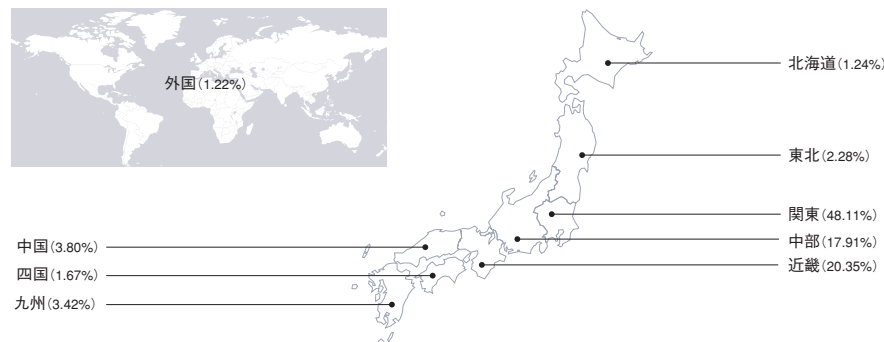 外国(1.22%)
北海道(1.24%)
東北(2.28%)
関東(48.11%)
中部(17.91%)
近畿(20.35%)
中国(3.80%)
四国(1.67%)
九州(3.42%)